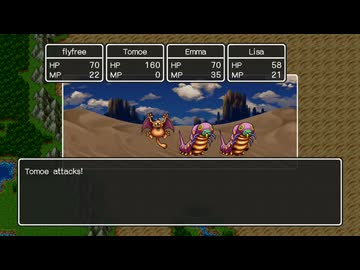 flyfree Tomoe Emma Lisa
HP 70 HP 160 HP 70 HP 58
MP 22 MP 0 MP 35 MP 21
Tomoe attacks!